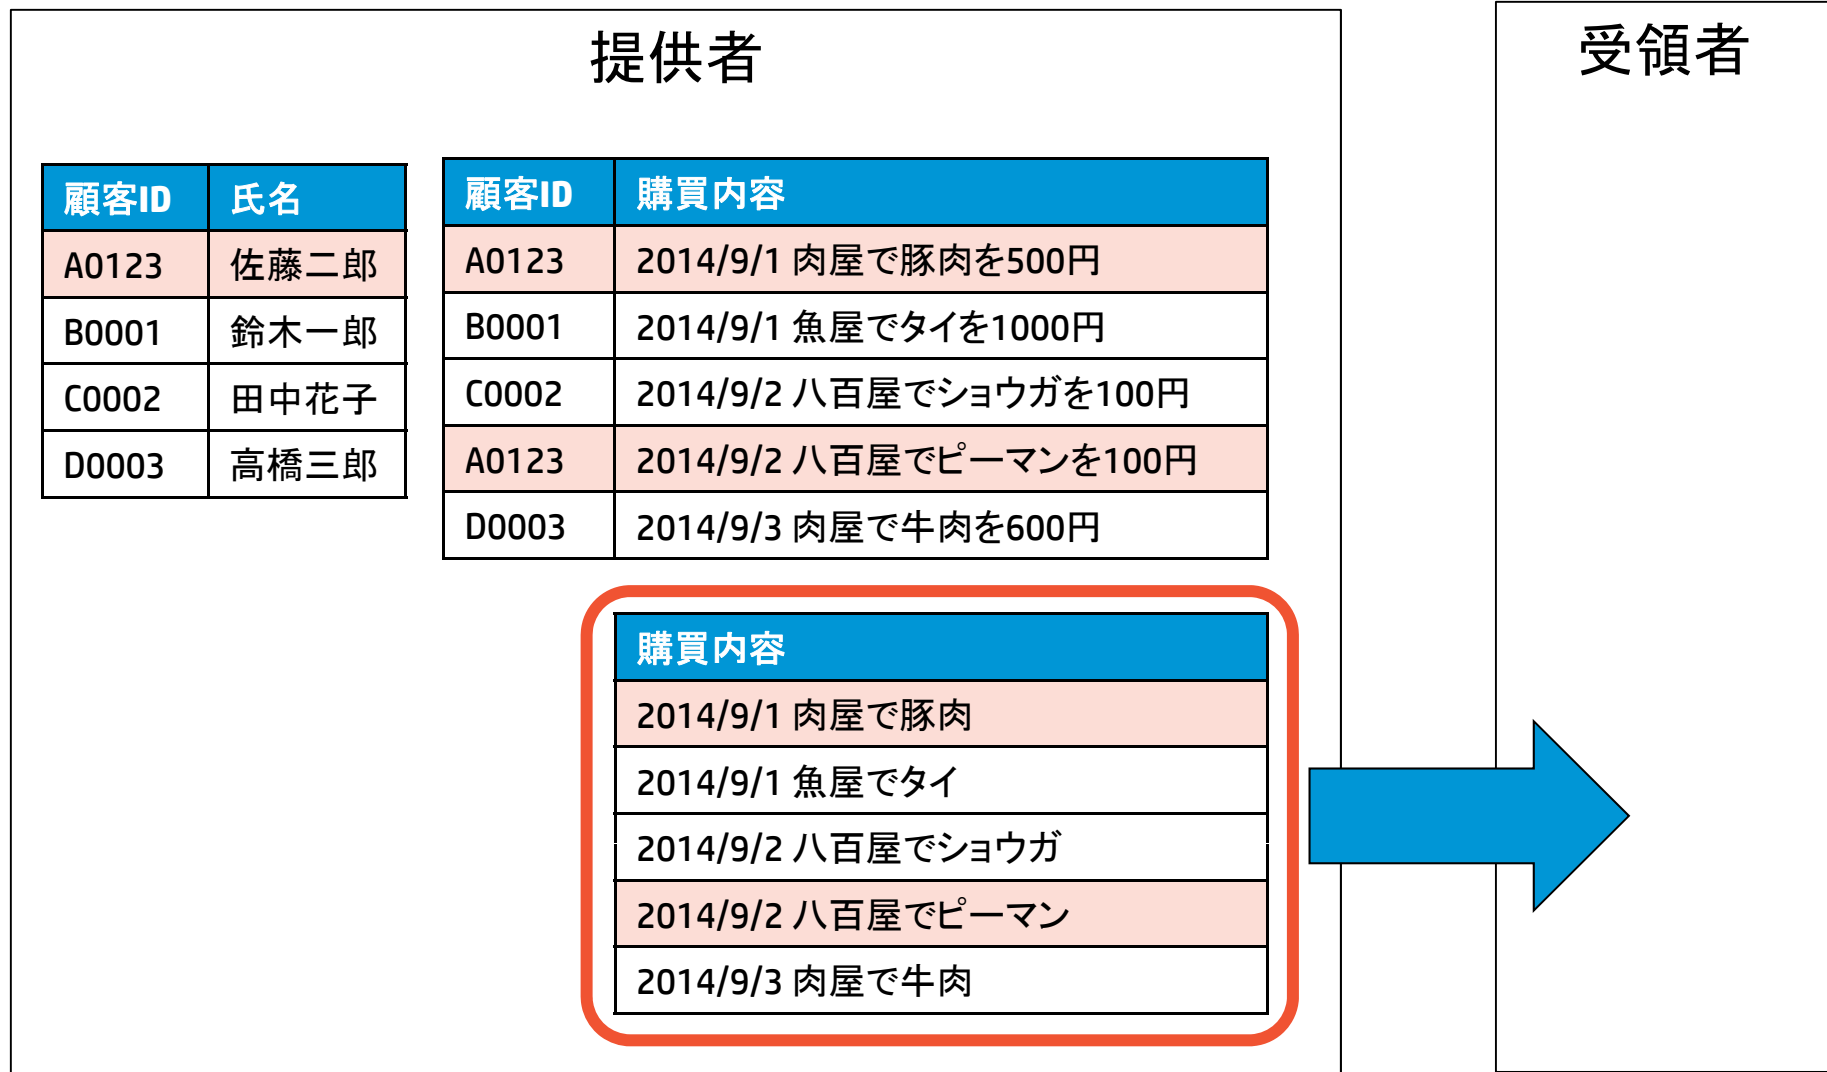 提供者
受領者
顧客ID 氏名
A0123 佐藤二郎
B0001 鈴木一郎
C0002 田中花子
D0003 高橋三郎
顧客ID 購買内容
A0123 2014/9/1 肉屋で豚肉を500円
B0001 2014/9/1 魚屋でタイを1000円
C0002 2014/9/2 八百屋でショウガを100円
A0123 2014/9/2 八百屋でピーマンを100円
D0003 2014/9/3 肉屋で牛肉を600円
購買内容
2014/9/1 肉屋で豚肉
2014/9/1 魚屋でタイ
2014/9/2 八百屋でショウガ
2014/9/2 八百屋でピーマン
2014/9/3 肉屋で牛肉